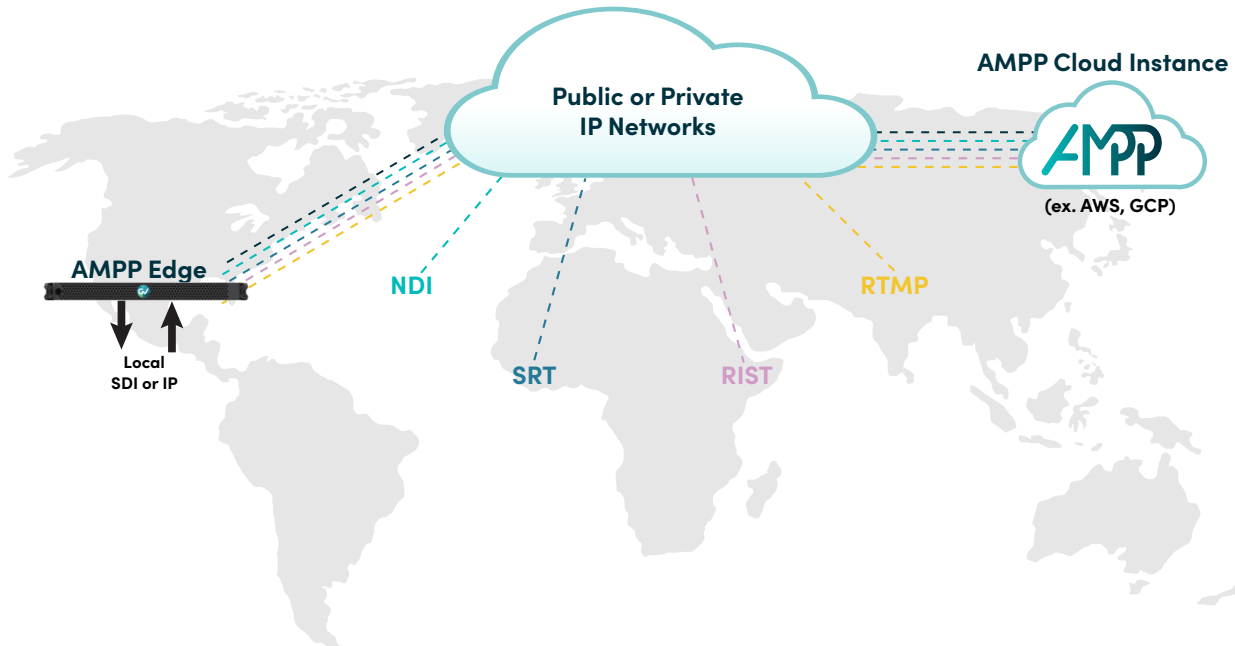 Public or Private
IP Networks
AMPP Cloud Instance
AMPP
(ex. AWS, GCP)
AMPP Edge
GV
Local
SDI or IP
NDI
SRT
RIST
RTMP